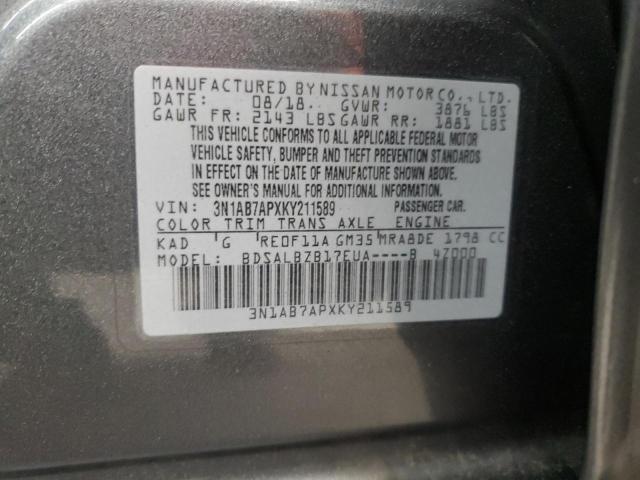 MANUFACTURED BY NISSAN MOTOR CO., LTD.
DATE: 08/18 GVWR: 3876 LBS
GAWR FR: 2143 LBS GAWR RR: 1881 LBS
THIS VEHICLE CONFORMS TO ALL APPLICABLE FEDERAL MOTOR
VEHICLE SAFETY, BUMPER AND THEFT PREVENTION STANDARDS
IN EFFECT ON THE DATE OF MANUFACTURE SHOWN ABOVE.
SEE OWNER'S MANUAL FOR ADDITIONAL INFORMATION.
VIN: 3N1AB7APXKY211589 PASSENGER CAR.
COLOR TRIM TRANS AXLE ENGINE
KAD G RE0F11A GM35 MRA8DE 1798 CC
MODEL: BDSALBZB17EUA----B 4Z000
3N1AB7APXKY211589